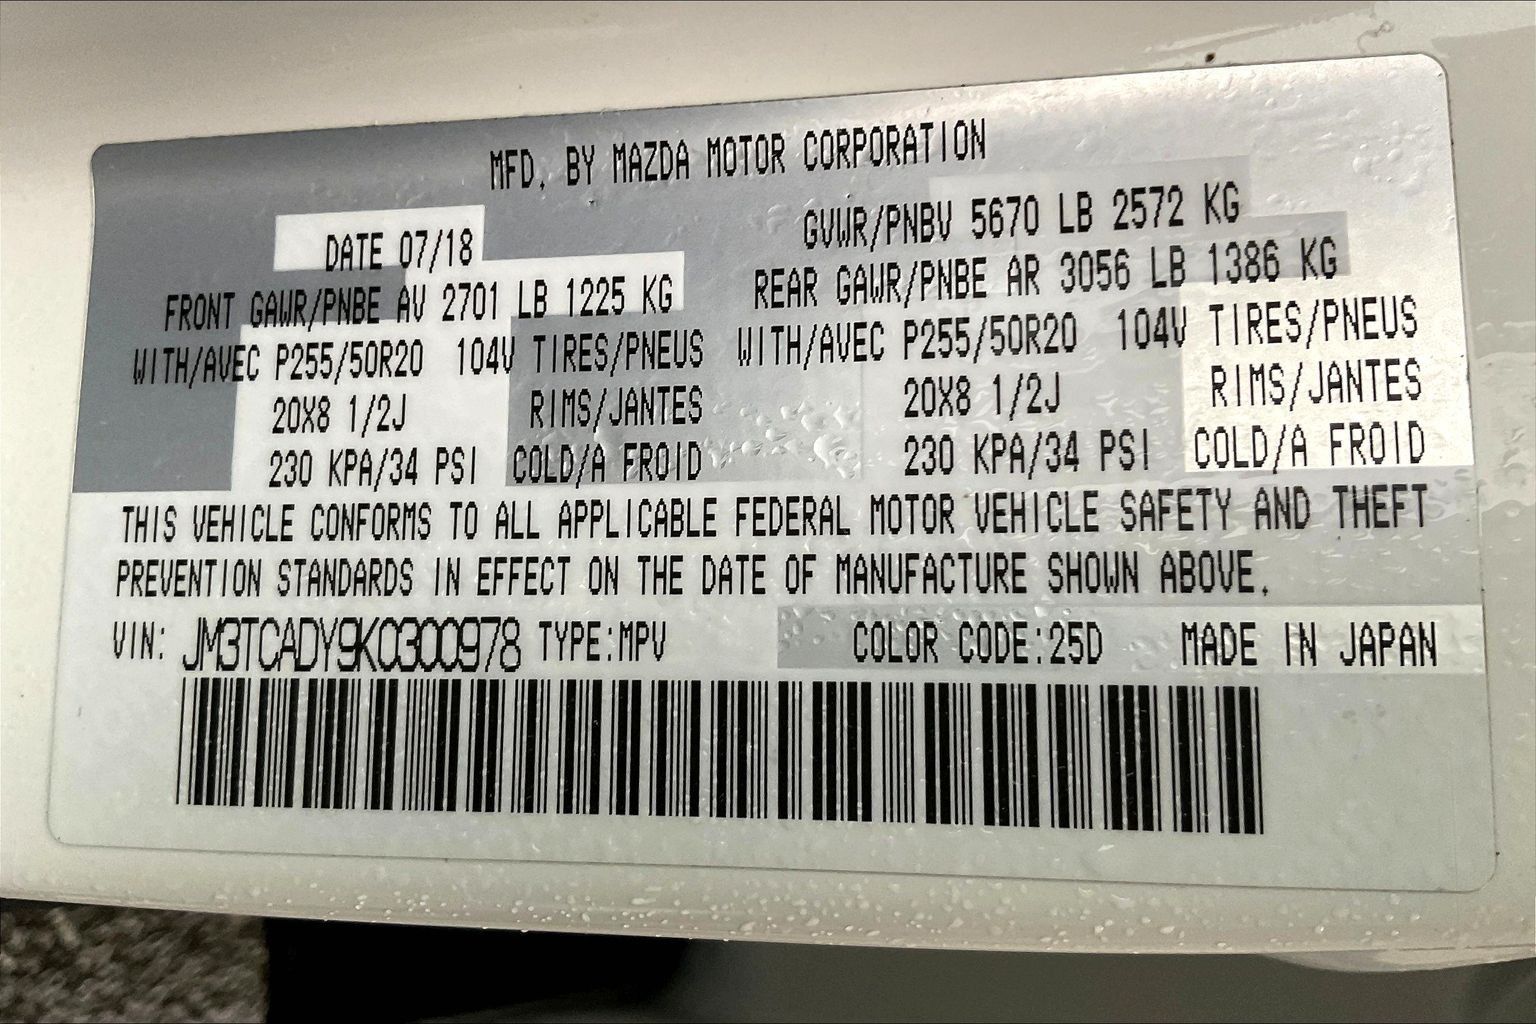 MFD. BY MAZDA MOTOR CORPORATION
DATE 07/18 GVWR/PNBV 5670 LB 2572 KG
FRONT GAWR/PNBE AV 2701 LB 1225 KG REAR GAWR/PNBE AR 3056 LB 1386 KG
WITH/AVEC P255/50R20 104V TIRES/PNEUS WITH/AVEC P255/50R20 104V TIRES/PNEUS
20X8 1/2J RIMS/JANTES 20X8 1/2J RIMS/JANTES
230 KPA/34 PSI COLD/A FROID 230 KPA/34 PSI COLD/A FROID
THIS VEHICLE CONFORMS TO ALL APPLICABLE FEDERAL MOTOR VEHICLE SAFETY AND THEFT
PREVENTION STANDARDS IN EFFECT ON THE DATE OF MANUFACTURE SHOWN ABOVE.
VIN: JM3TCADY9K0300978 TYPE:MPV COLOR CODE:25D MADE IN JAPAN